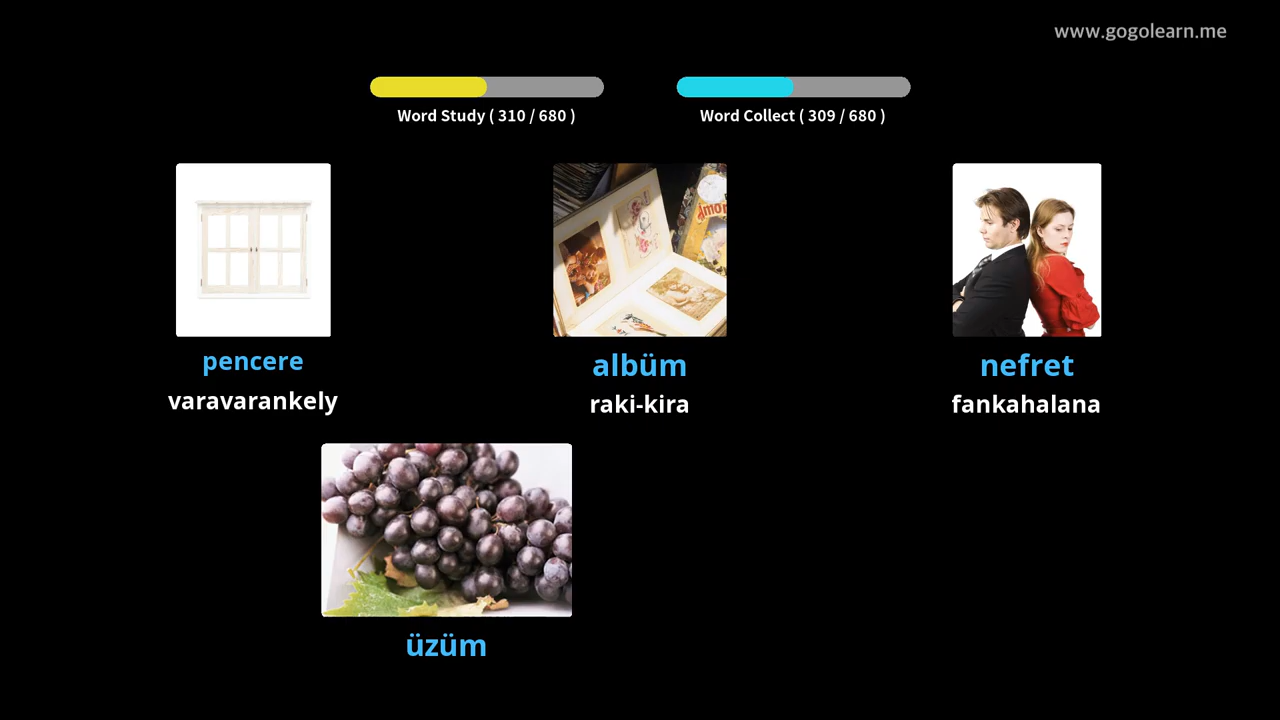 www.gogolearn.me
Word Study ( 310 / 680 )
Word Collect ( 309 / 680 )
amor
pencere
albüm
nefret
varavarankely
raki-kira
fankahalana
üzüm